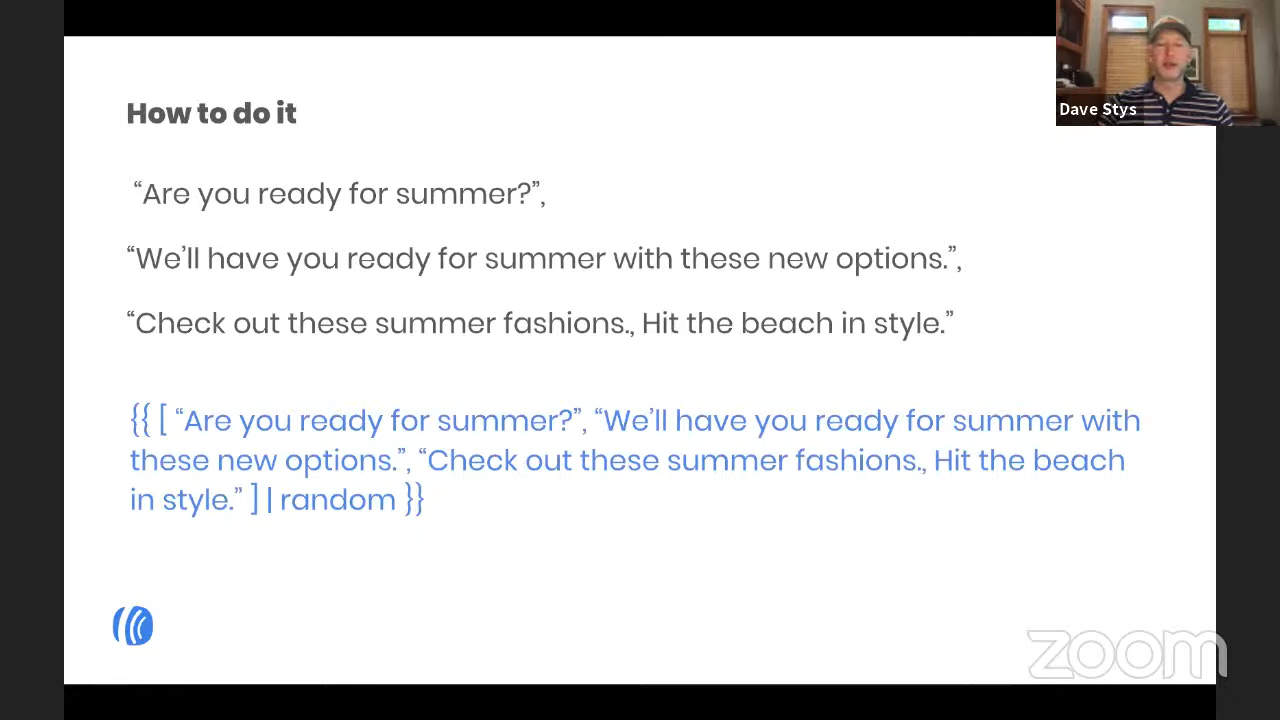 Dave Stys
How to do it
“Are you ready for summer?”,
“We’ll have you ready for summer with these new options.”,
“Check out these summer fashions., Hit the beach in style.”
{{ [ “Are you ready for summer?”, “We’ll have you ready for summer with
these new options.”, “Check out these summer fashions., Hit the beach
in style.” ] | random }}
zoom